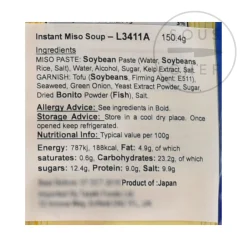 SOUS
Instant Miso Soup – L3411A 150.4g
Ingredients
MISO PASTE: Soybean Paste (Water, Soybeans,
Rice, Salt), Water, Alcohol, Sugar, Kelp Extract, Salt.
GARNISH: Tofu (Soybeans, Firming Agent: E511),
Seaweed, Green Onion, Yeast Extract Powder, Sugar,
Dried Bonito Powder (Fish), Salt.
Allergy Advice: See ingredients in Bold.
Storage Advice: Store in a cool dry place. Once
opened keep refrigerated.
Nutritional Info: Typical value per 100g
Energy: 787kj, 188kcal, Fat: 4.9g, of which
saturates: 0.6g, Carbohydrates: 23.2g, of which
sugars: 12.4g, Protein: 9.0g, Salt: 9.9g
Product of :Japan